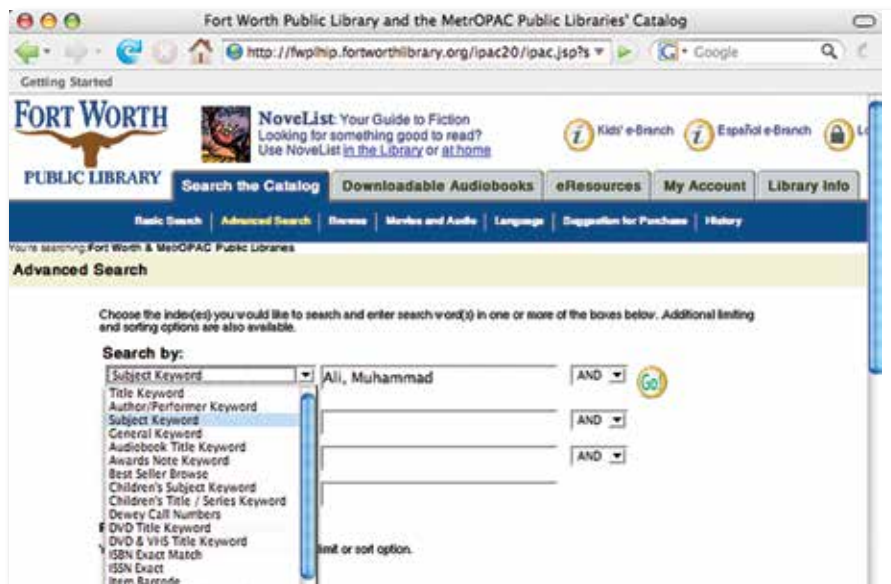 Fort Worth Public Library and the MetrOPAC Public Libraries' Catalog
http://fwplhip.fortworthlibrary.org/ipac20/ipac.jsp?s
G Google
Getting Started
FORT WORTH
PUBLIC LIBRARY
NoveList: Your Guide to Fiction
Looking for something good to read?
Use NoveList in the Library or at home
i Kids' e-Branch i Español e-Branch Lo
Search the Catalog Downloadable Audiobooks eResources My Account Library Info
Basic Search | Advanced Search | Browse | Movies and Audio | Language | Suggestion for Purchase | History
You're searching: Fort Worth & MetrOPAC Public Libraries
Advanced Search
Choose the index(es) you would like to search and enter search word(s) in one or more of the boxes below. Additional limiting
and sorting options are also available.
Search by:
Subject Keyword Ali, Muhammad AND Go!
Title Keyword
Author/Performer Keyword
Subject Keyword AND
General Keyword
Audiobook Title Keyword
Awards Note Keyword AND
Best Seller Browse
Children's Subject Keyword
Children's Title / Series Keyword
Dewey Call Numbers
DVD Title Keyword
DVD & VHS Title Keyword
ISBN Exact Match limit or sort option.
ISSN Exact
Item Barcode